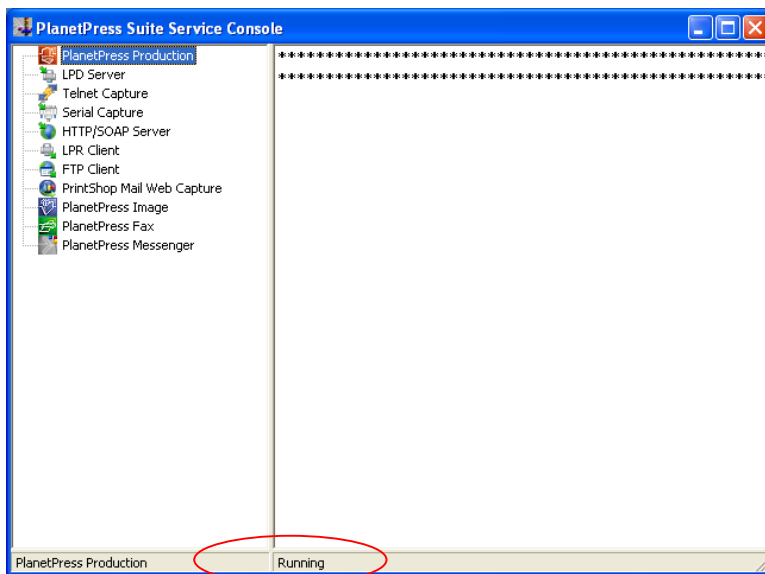 PlanetPress Suite Service Console
PlanetPress Production
LPD Server
Telnet Capture
Serial Capture
HTTP/SOAP Server
LPR Client
FTP Client
PrintShop Mail Web Capture
PlanetPress Image
PlanetPress Fax
PlanetPress Messenger
*****************************************************
*****************************************************
PlanetPress Production
Running